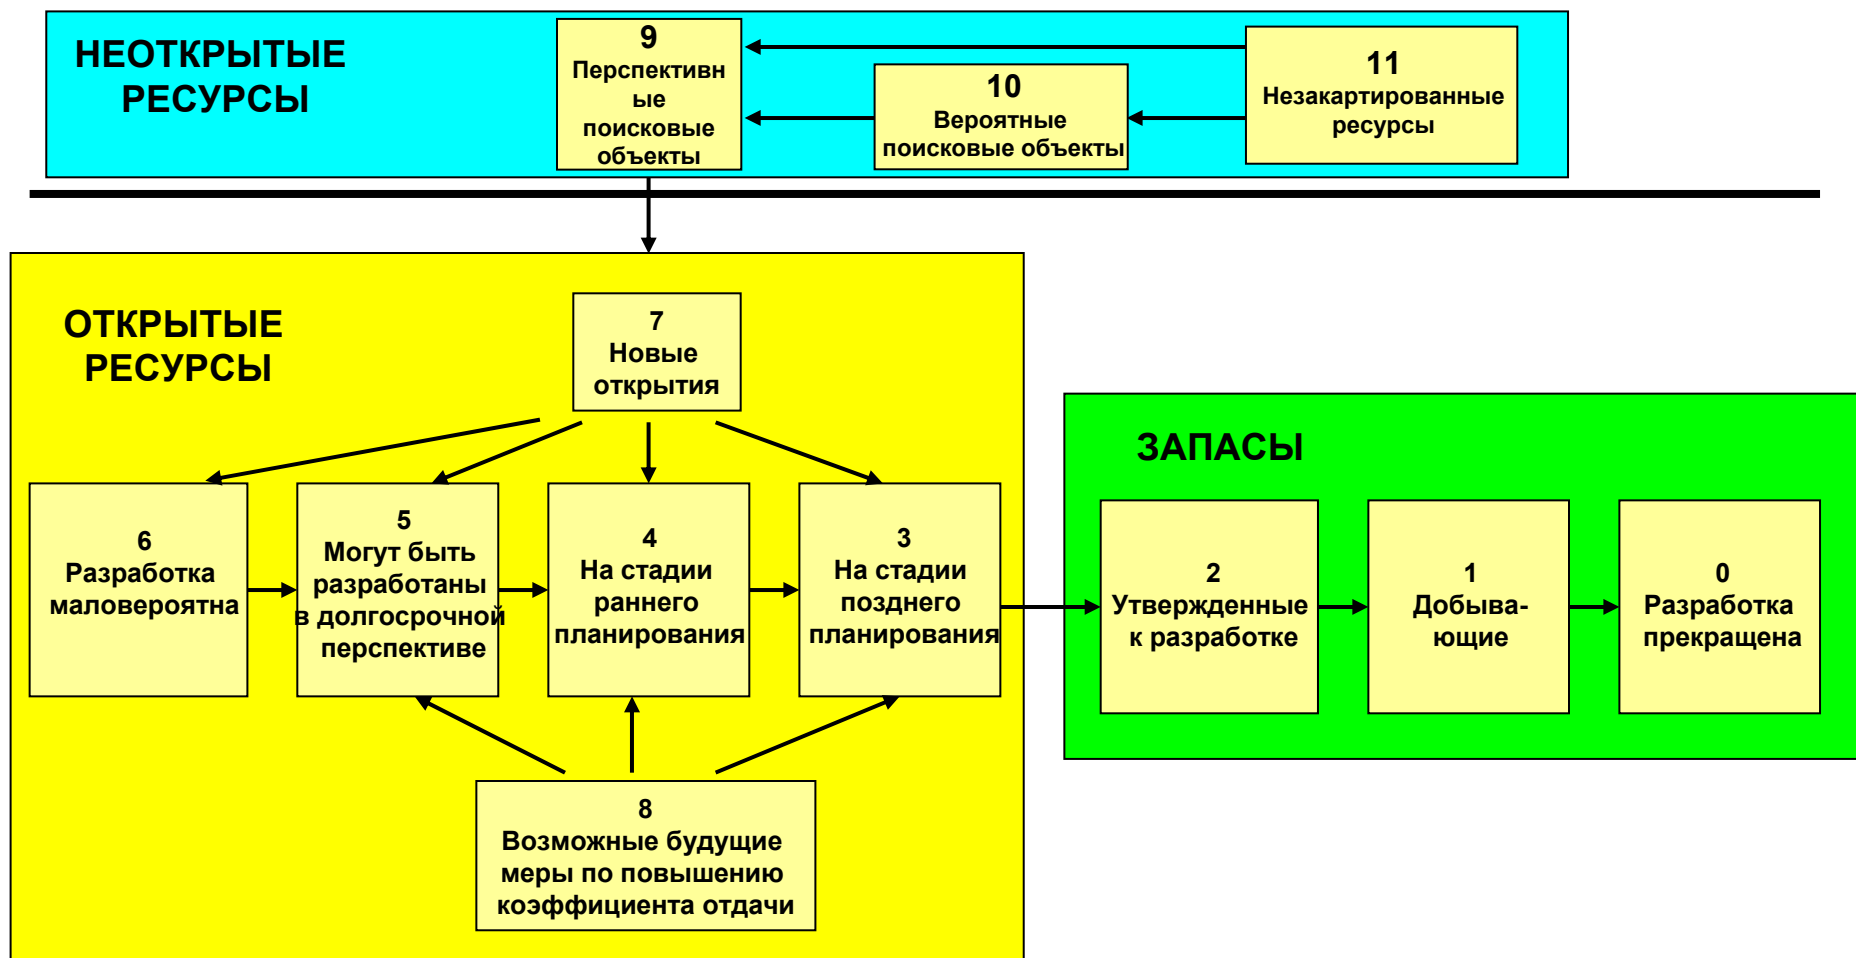 НЕОТКРЫТЫЕ
РЕСУРСЫ
9
Перспективн
ые
поисковые
объекты
10
Вероятные
поисковые объекты
11
Незакартированные
ресурсы
ОТКРЫТЫЕ
РЕСУРСЫ
7
Новые
открытия
6
Разработка
маловероятна
5
Могут быть
разработаны
в долгосрочной
перспективе
4
На стадии
раннего
планирования
3
На стадии
позднего
планирования
8
Возможные будущие
меры по повышению
коэффициента отдачи
ЗАПАСЫ
2
Утвержденные
к разработке
1
Добыва-
ющие
0
Разработка
прекращена